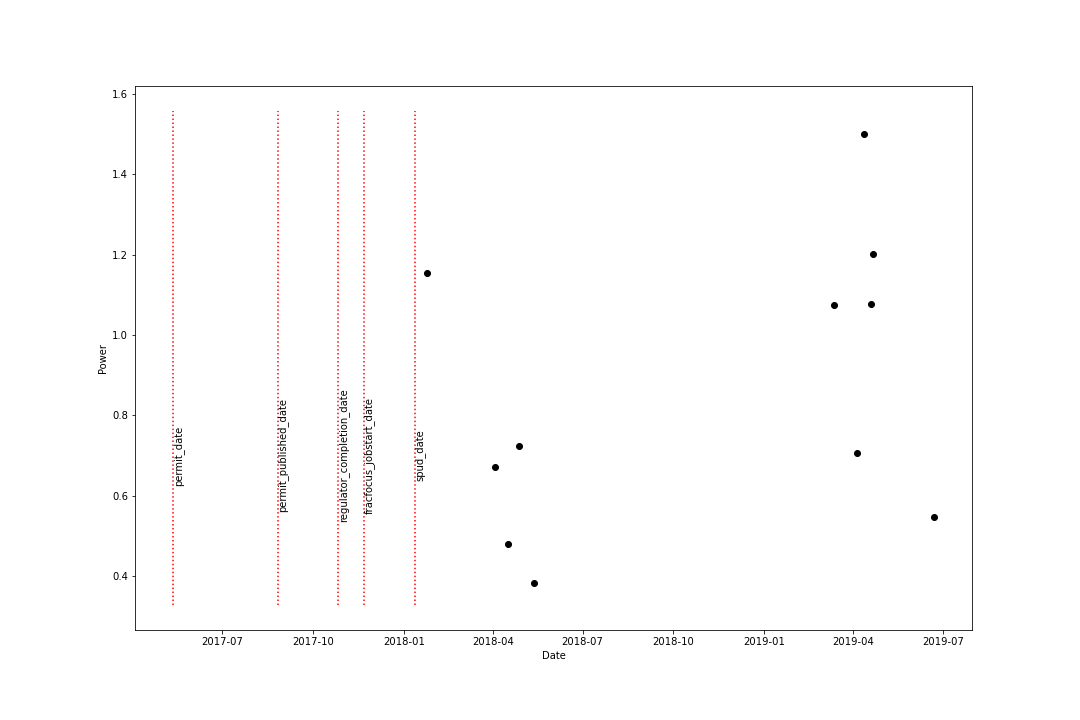 1.6
1.4
1.2
1.0
0.8
0.6
0.4
Power
permit_date
permit_published_date
regulator_completion_date
fracfocus_jobstart_date
spud_date
2017-07
2017-10
2018-01
2018-04
2018-07
2018-10
2019-01
2019-04
2019-07
Date